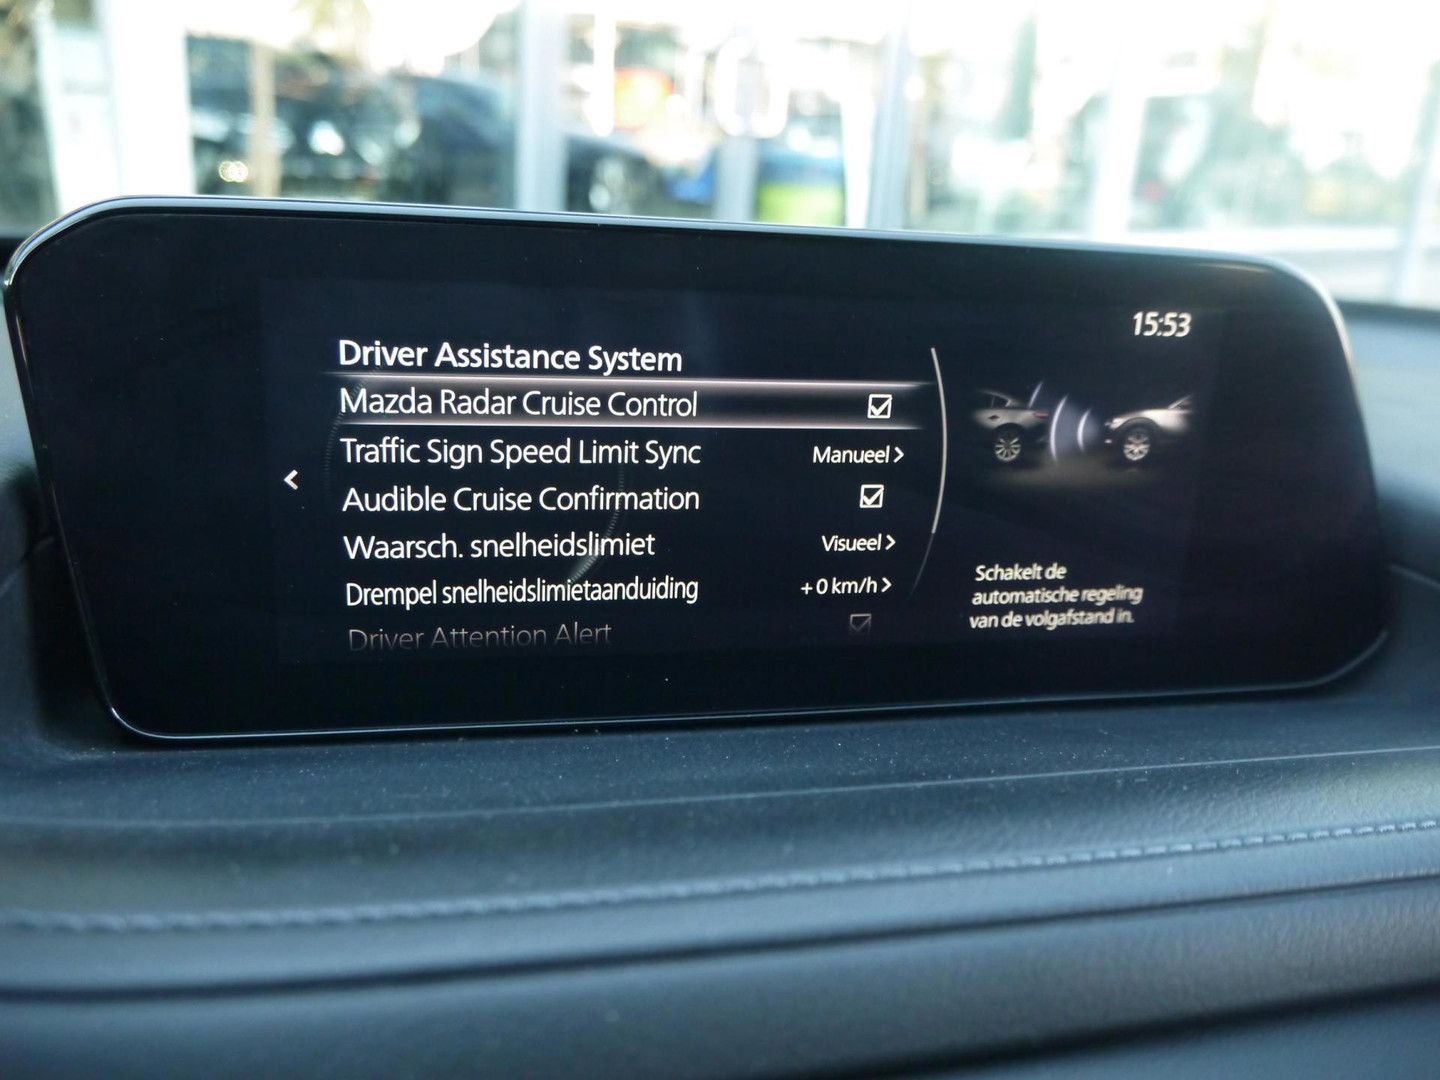 15:53
Driver Assistance System
Mazda Radar Cruise Control
Traffic Sign Speed Limit Sync Manueel >
Audible Cruise Confirmation
Waarsch. snelheidslimiet Visueel >
Drempel snelheidslimietaanduiding +0 km/h >
Driver Attention Alert
Schakelt de
automatische regeling
van de volgafstand in.